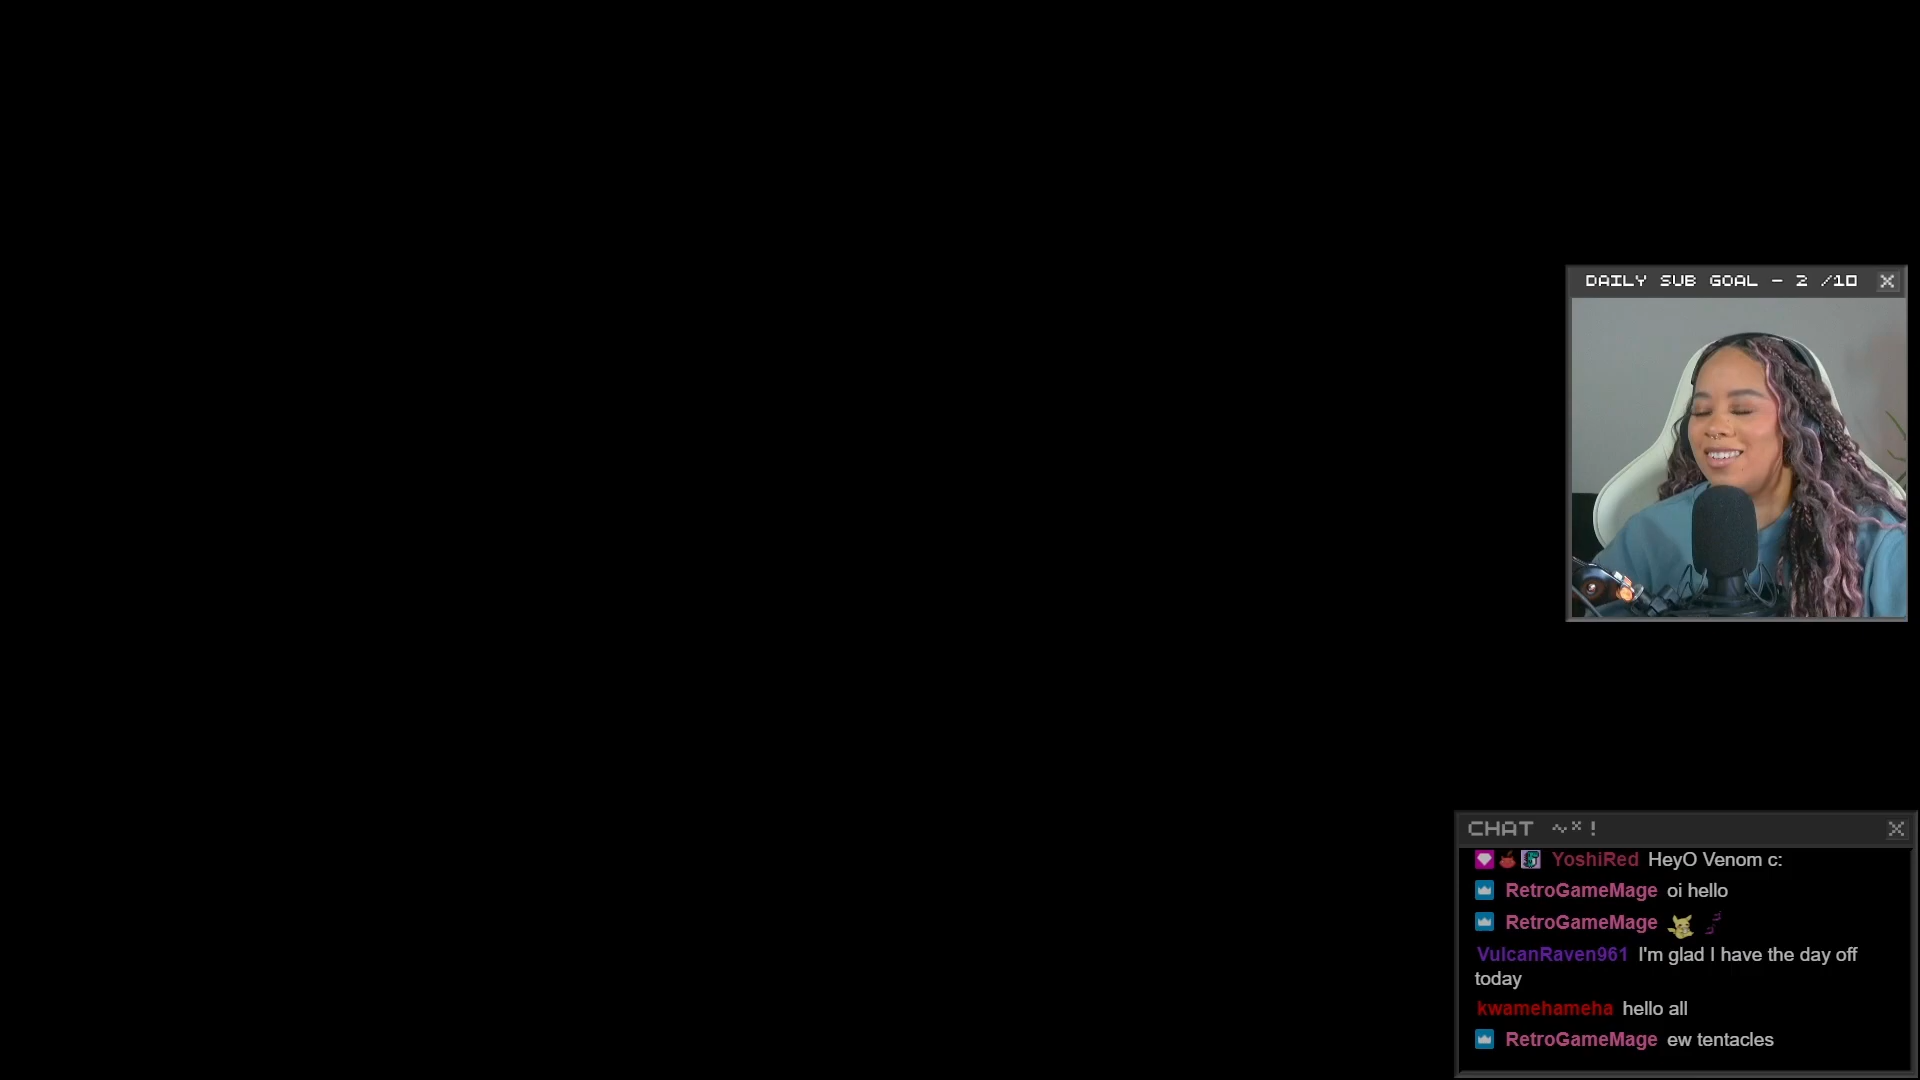 DAILY SUB GOAL - 2 /10
CHAT ~* !
YoshiRed HeyO Venom c:
RetroGameMage oi hello
RetroGameMage
VulcanRaven961 I'm glad I have the day off
today
kwamehameha hello all
RetroGameMage ew tentacles